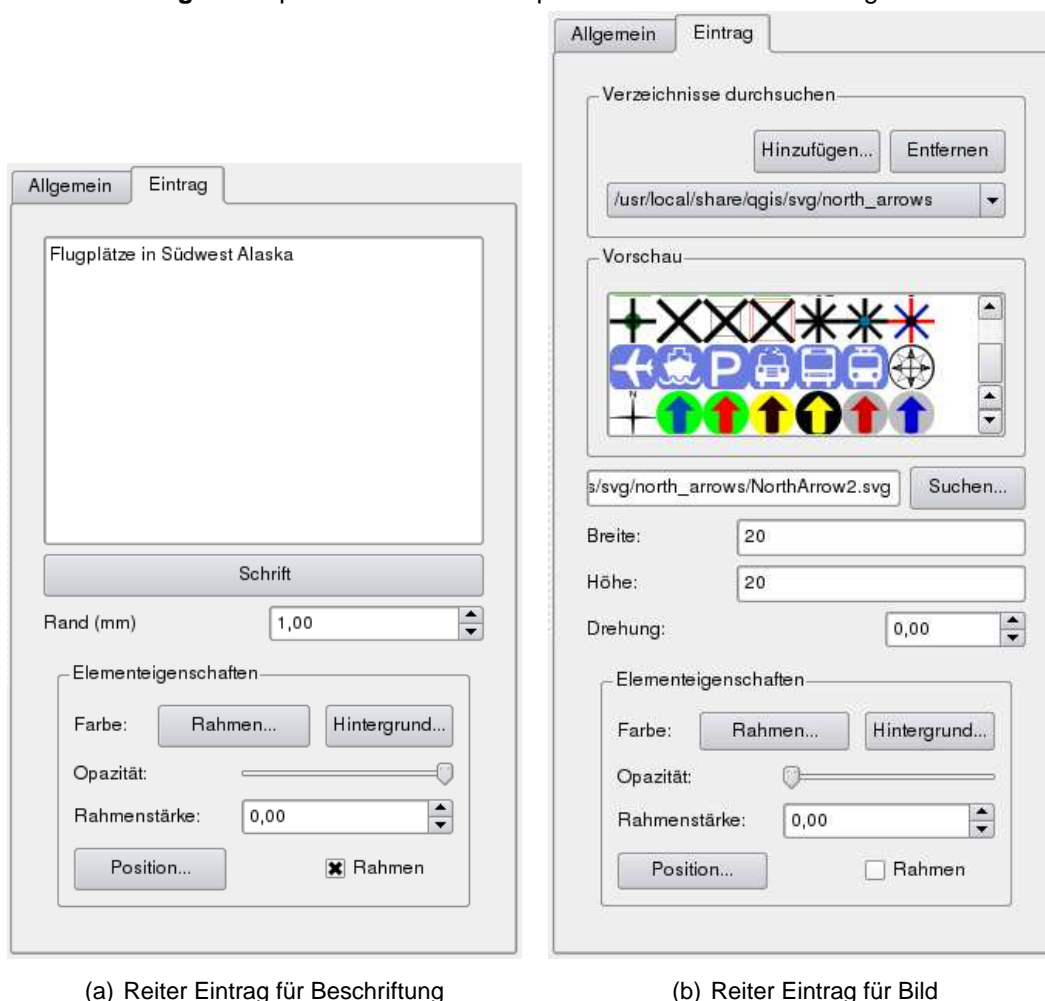 Allgemein Eintrag
Flugplätze in Südwest Alaska
Schrift
Rand (mm) 1,00
Elementeigenschaften
Farbe: Rahmen... Hintergrund...
Opazität:
Rahmenstärke: 0,00
Position... Rahmen
(a) Reiter Eintrag für Beschriftung
Allgemein Eintrag
Verzeichnisse durchsuchen
Hinzufügen... Entfernen
/usr/local/share/qgis/svg/north_arrows
Vorschau
P
N
s/svg/north_arrows/NorthArrow2.svg Suchen...
Breite: 20
Höhe: 20
Drehung: 0,00
Elementeigenschaften
Farbe: Rahmen... Hintergrund...
Opazität:
Rahmenstärke: 0,00
Position... Rahmen
(b) Reiter Eintrag für Bild